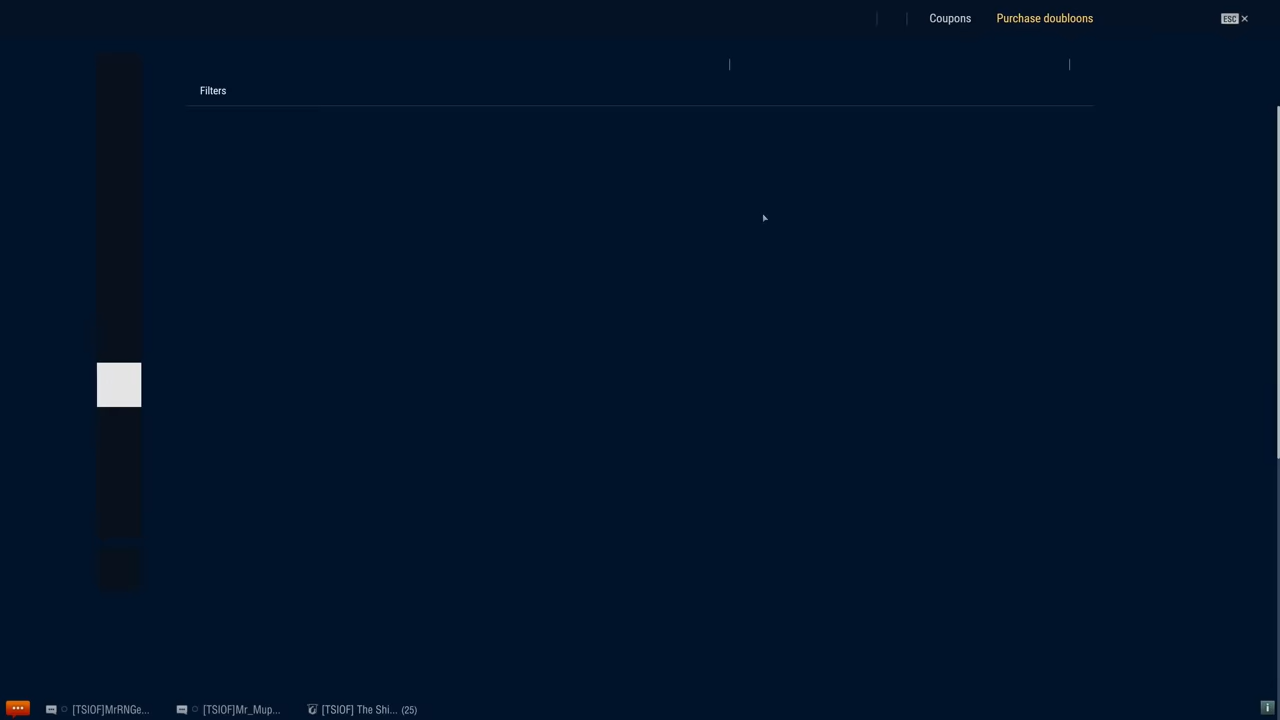 Coupons Purchase doubloons ESC
Filters
[TSIOF]MrRNGe... [TSIOF]Mr_Mup... [TSIOF] The Shi... (25)